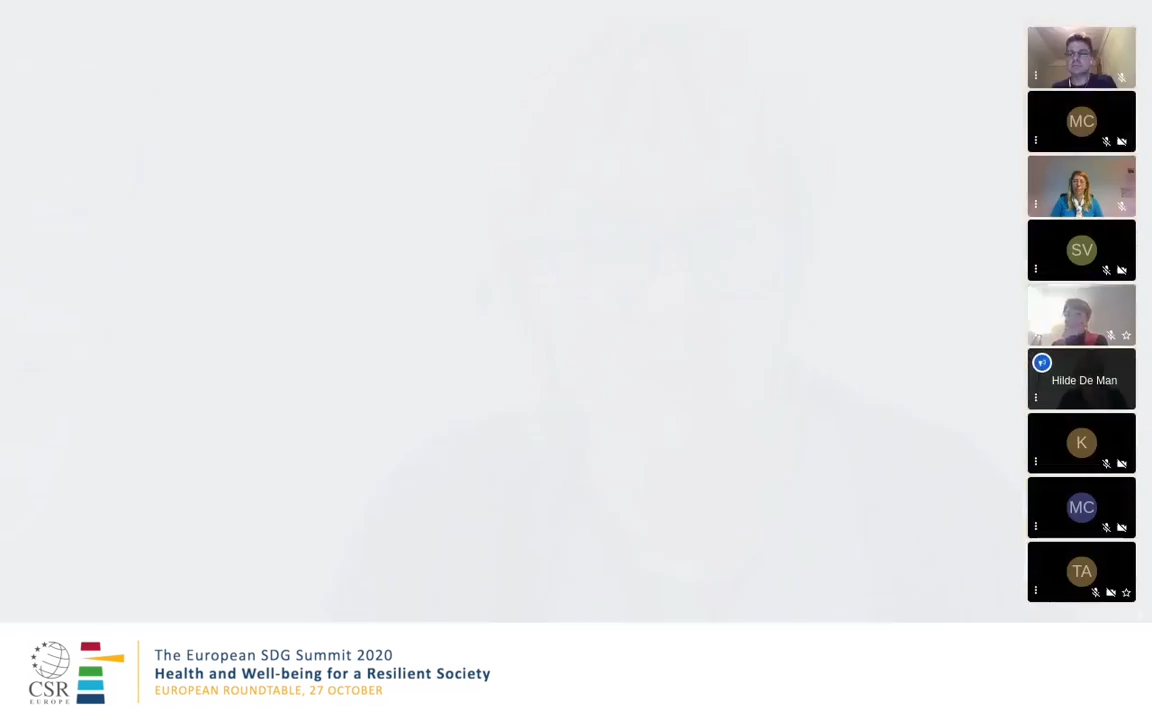 MC
SV
Hilde De Man
K
MC
TA
CSR
EUROPE
The European SDG Summit 2020
Health and Well-being for a Resilient Society
EUROPEAN ROUNDTABLE, 27 OCTOBER